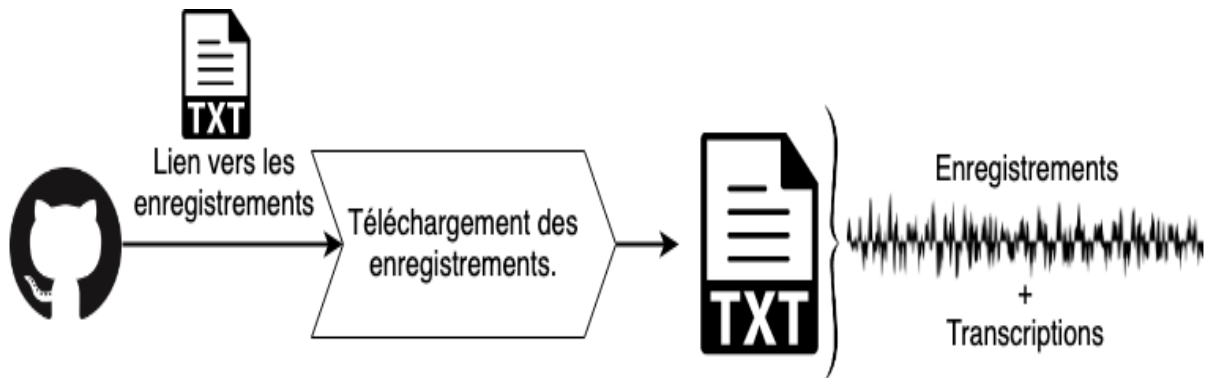 TXT
Lien vers les
enregistrements
Téléchargement des
enregistrements.
TXT
Enregistrements
+
Transcriptions